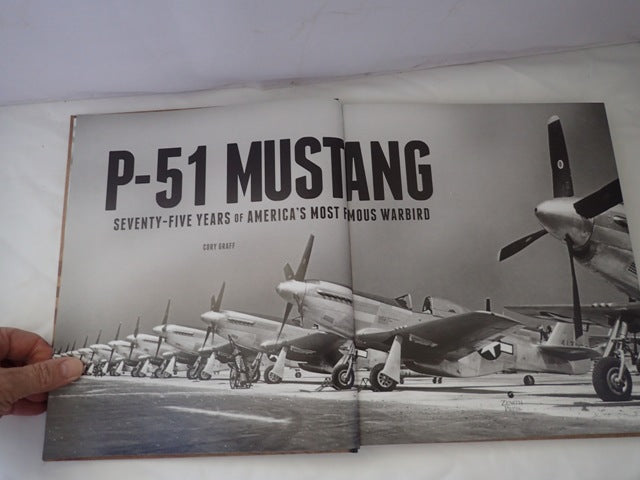 P-51 MUSTANG
SEVENTY-FIVE YEARS OF AMERICA'S MOST FAMOUS WARBIRD
CORY GRAFF